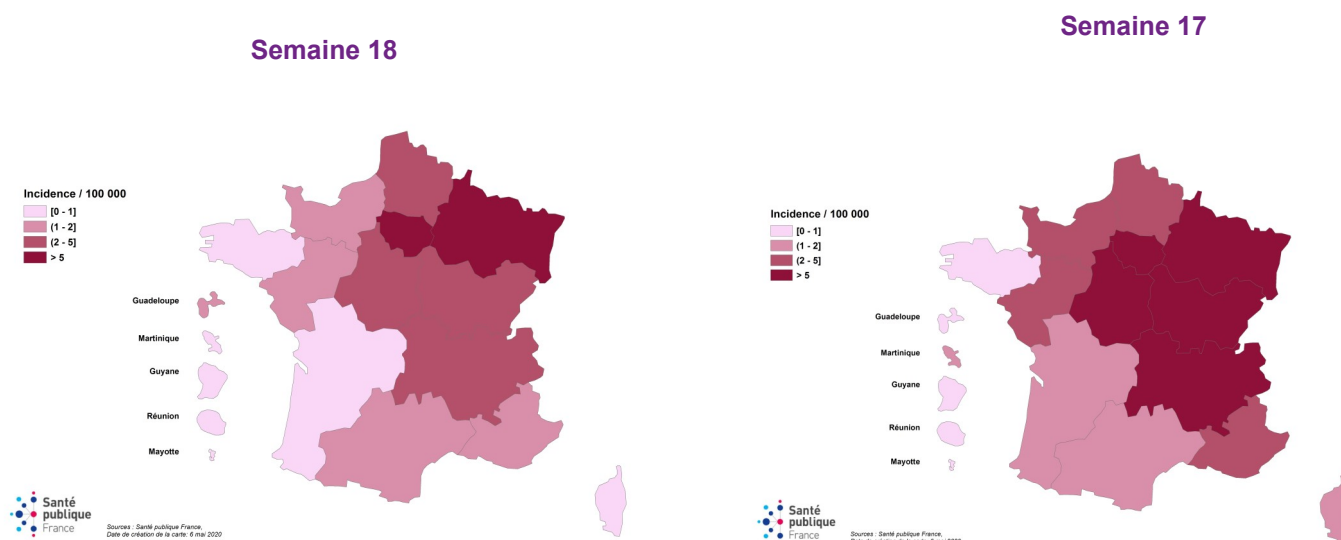 Semaine 18
Incidence / 100 000
[0 - 1]
(1 - 2]
(2 - 5]
> 5
Guadeloupe
Martinique
Guyane
Réunion
Mayotte
Santé
publique
France
Sources : Santé publique France,
Date de création de la carte: 6 mai 2020
Semaine 17
Incidence / 100 000
[0 - 1]
(1 - 2]
(2 - 5]
> 5
Guadeloupe
Martinique
Guyane
Réunion
Mayotte
Santé
publique
France
Sources : Santé publique France,